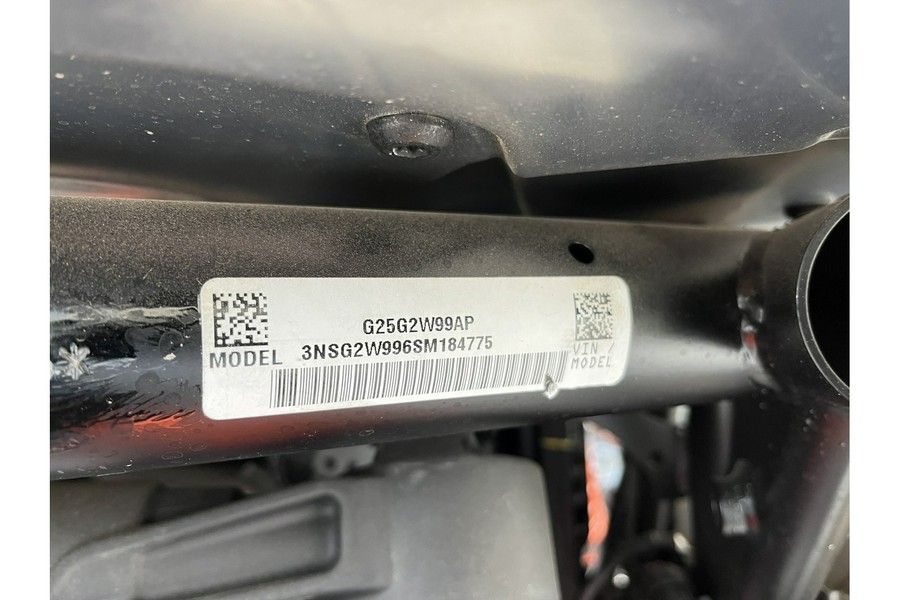 G25G2W99AP
MODEL 3NSG2W996SM184775
VIN /
MODEL